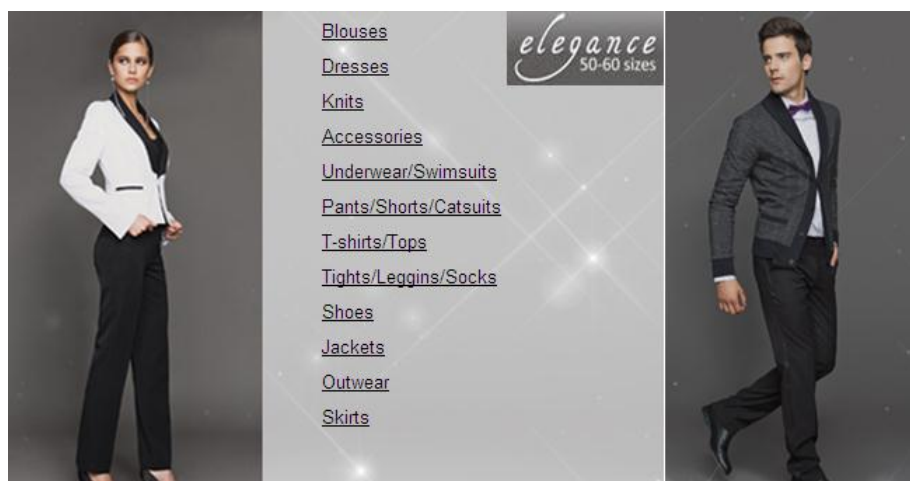 Blouses
Dresses
Knits
Accessories
Underwear/Swimsuits
Pants/Shorts/Catsuits
T-shirts/Tops
Tights/Leggins/Socks
Shoes
Jackets
Outwear
Skirts
elegance
50-60 sizes